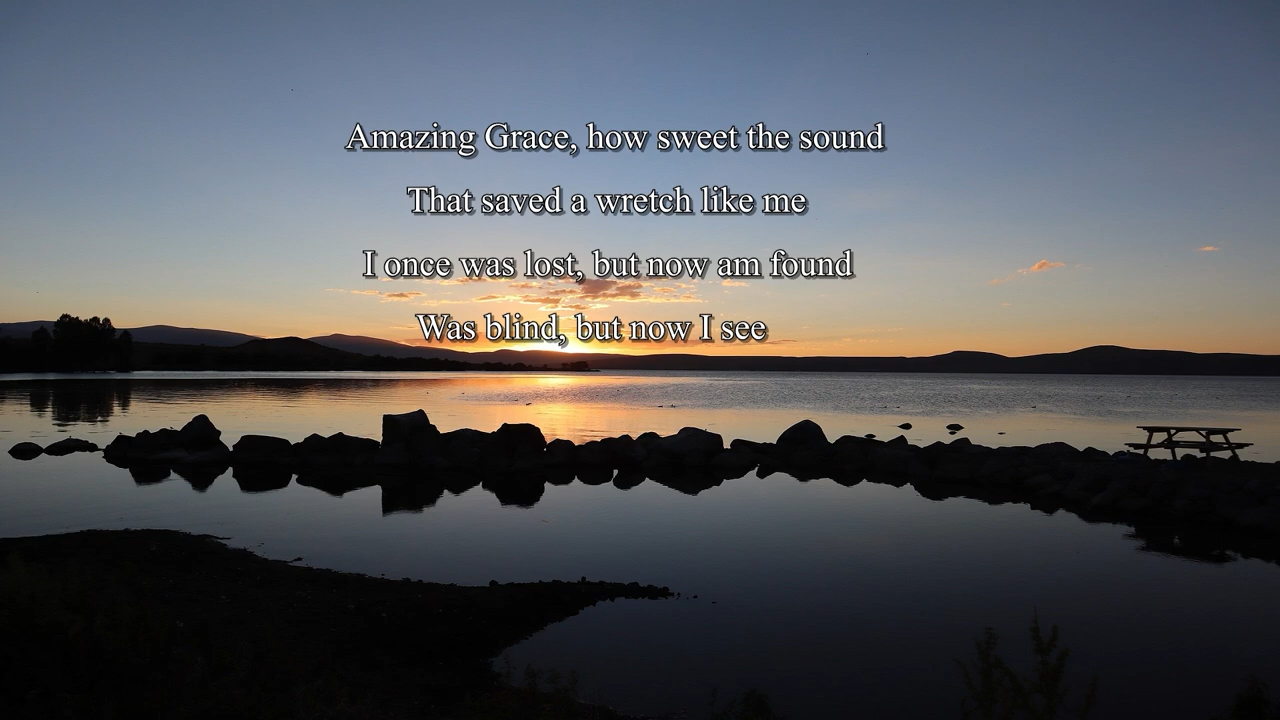 Amazing Grace, how sweet the sound
That saved a wretch like me
I once was lost, but now am found
Was blind, but now I see